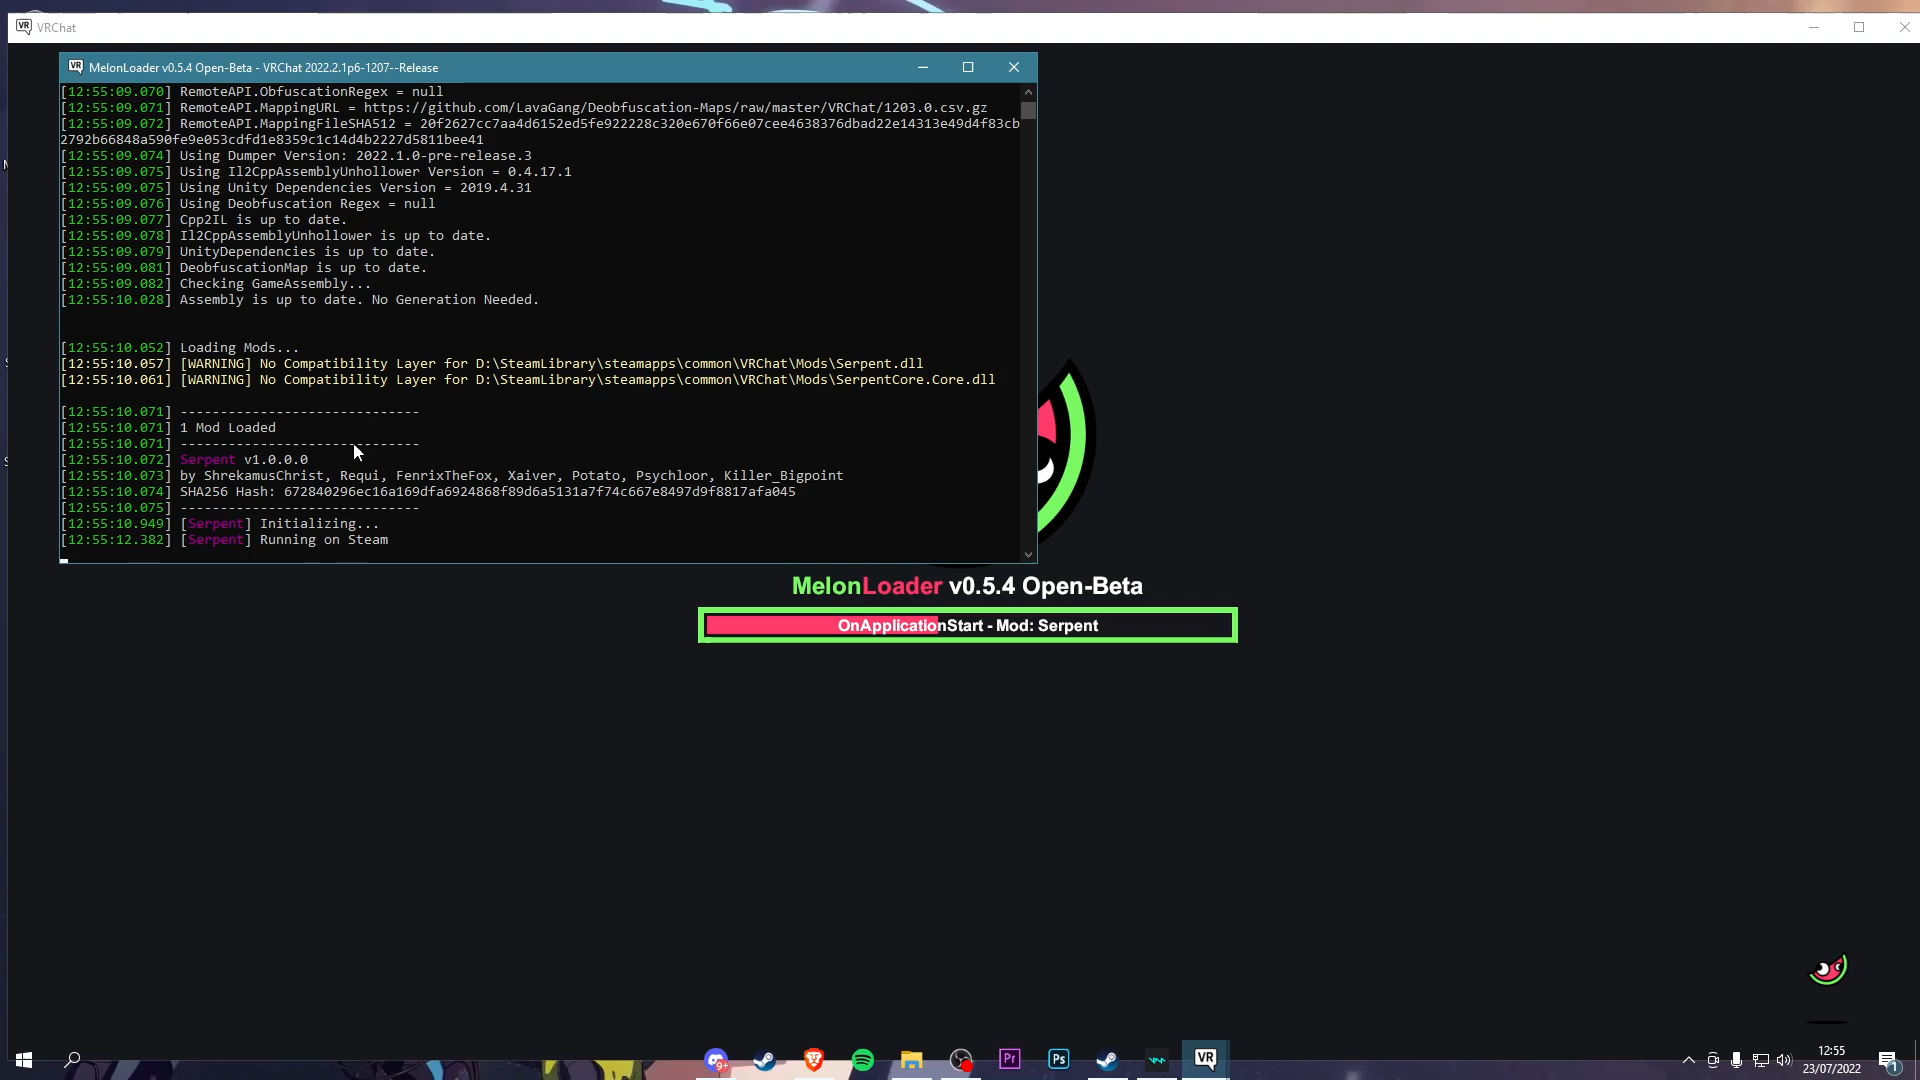 VRChat
MelonLoader v0.5.4 Open-Beta - VRChat 2022.2.1p6-1207--Release
[12:55:09.070] RemoteAPI.ObfuscationRegex = null
[12:55:09.071] RemoteAPI.MappingURL = https://github.com/LavaGang/Deobfuscation-Maps/raw/master/VRChat/1203.0.csv.gz
[12:55:09.072] RemoteAPI.MappingFileSHA512 = 20f2627cc7aa4d6152ed5fe922228c320e670f66e07cee4638376dbad22e14313e49d4f83cb
2792b66848a590fe9e053cdfd1e8359c1c14d4b2227d5811bee41
[12:55:09.074] Using Dumper Version: 2022.1.0-pre-release.3
[12:55:09.075] Using Il2CppAssemblyUnhollower Version = 0.4.17.1
[12:55:09.075] Using Unity Dependencies Version = 2019.4.31
[12:55:09.076] Using Deobfuscation Regex = null
[12:55:09.077] Cpp2IL is up to date.
[12:55:09.078] Il2CppAssemblyUnhollower is up to date.
[12:55:09.079] UnityDependencies is up to date.
[12:55:09.081] DeobfuscationMap is up to date.
[12:55:09.082] Checking GameAssembly...
[12:55:10.028] Assembly is up to date. No Generation Needed.
[12:55:10.052] Loading Mods...
[12:55:10.057] [WARNING] No Compatibility Layer for D:\SteamLibrary\steamapps\common\VRChat\Mods\Serpent.dll
[12:55:10.061] [WARNING] No Compatibility Layer for D:\SteamLibrary\steamapps\common\VRChat\Mods\SerpentCore.Core.dll
[12:55:10.071] ------------------------------
[12:55:10.071] 1 Mod Loaded
[12:55:10.071] ------------------------------
[12:55:10.072] Serpent v1.0.0.0
[12:55:10.073] by ShrekamusChrist, Requi, FenrixTheFox, Xaiver, Potato, Psychloor, Killer_Bigpoint
[12:55:10.074] SHA256 Hash: 672840296ec16a169dfa6924868f89d6a5131a7f74c667e8497d9f8817afa045
[12:55:10.075] ------------------------------
[12:55:10.949] [Serpent] Initializing...
[12:55:12.382] [Serpent] Running on Steam
MelonLoader v0.5.4 Open-Beta
OnApplicationStart - Mod: Serpent
9+
Pr
Ps
VR
12:55
23/07/2022
1